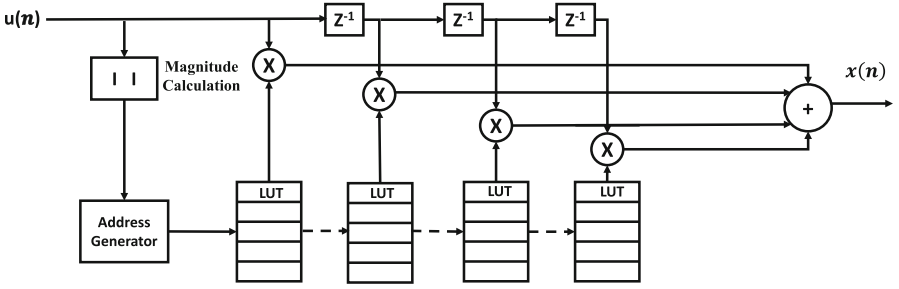 u(n)
Z-1
Z-1
Z-1
| |
Magnitude
Calculation
X
X
X
X
+
x(n)
LUT
LUT
LUT
LUT
Address
Generator